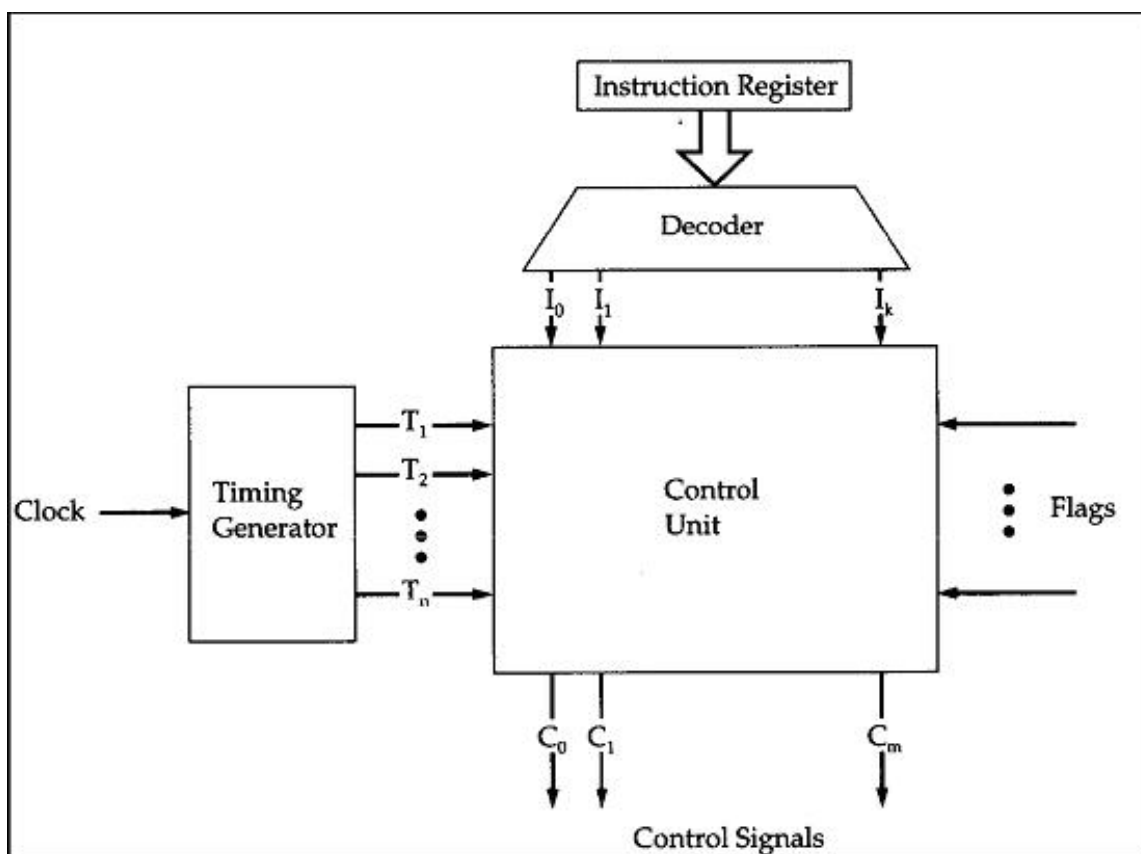 Instruction Register
Decoder
I₀ I₁ Iₖ
T₁
T₂
Timing
Generator
Clock
Tₙ
Control
Unit
Flags
C₀ C₁ Cₘ
Control Signals